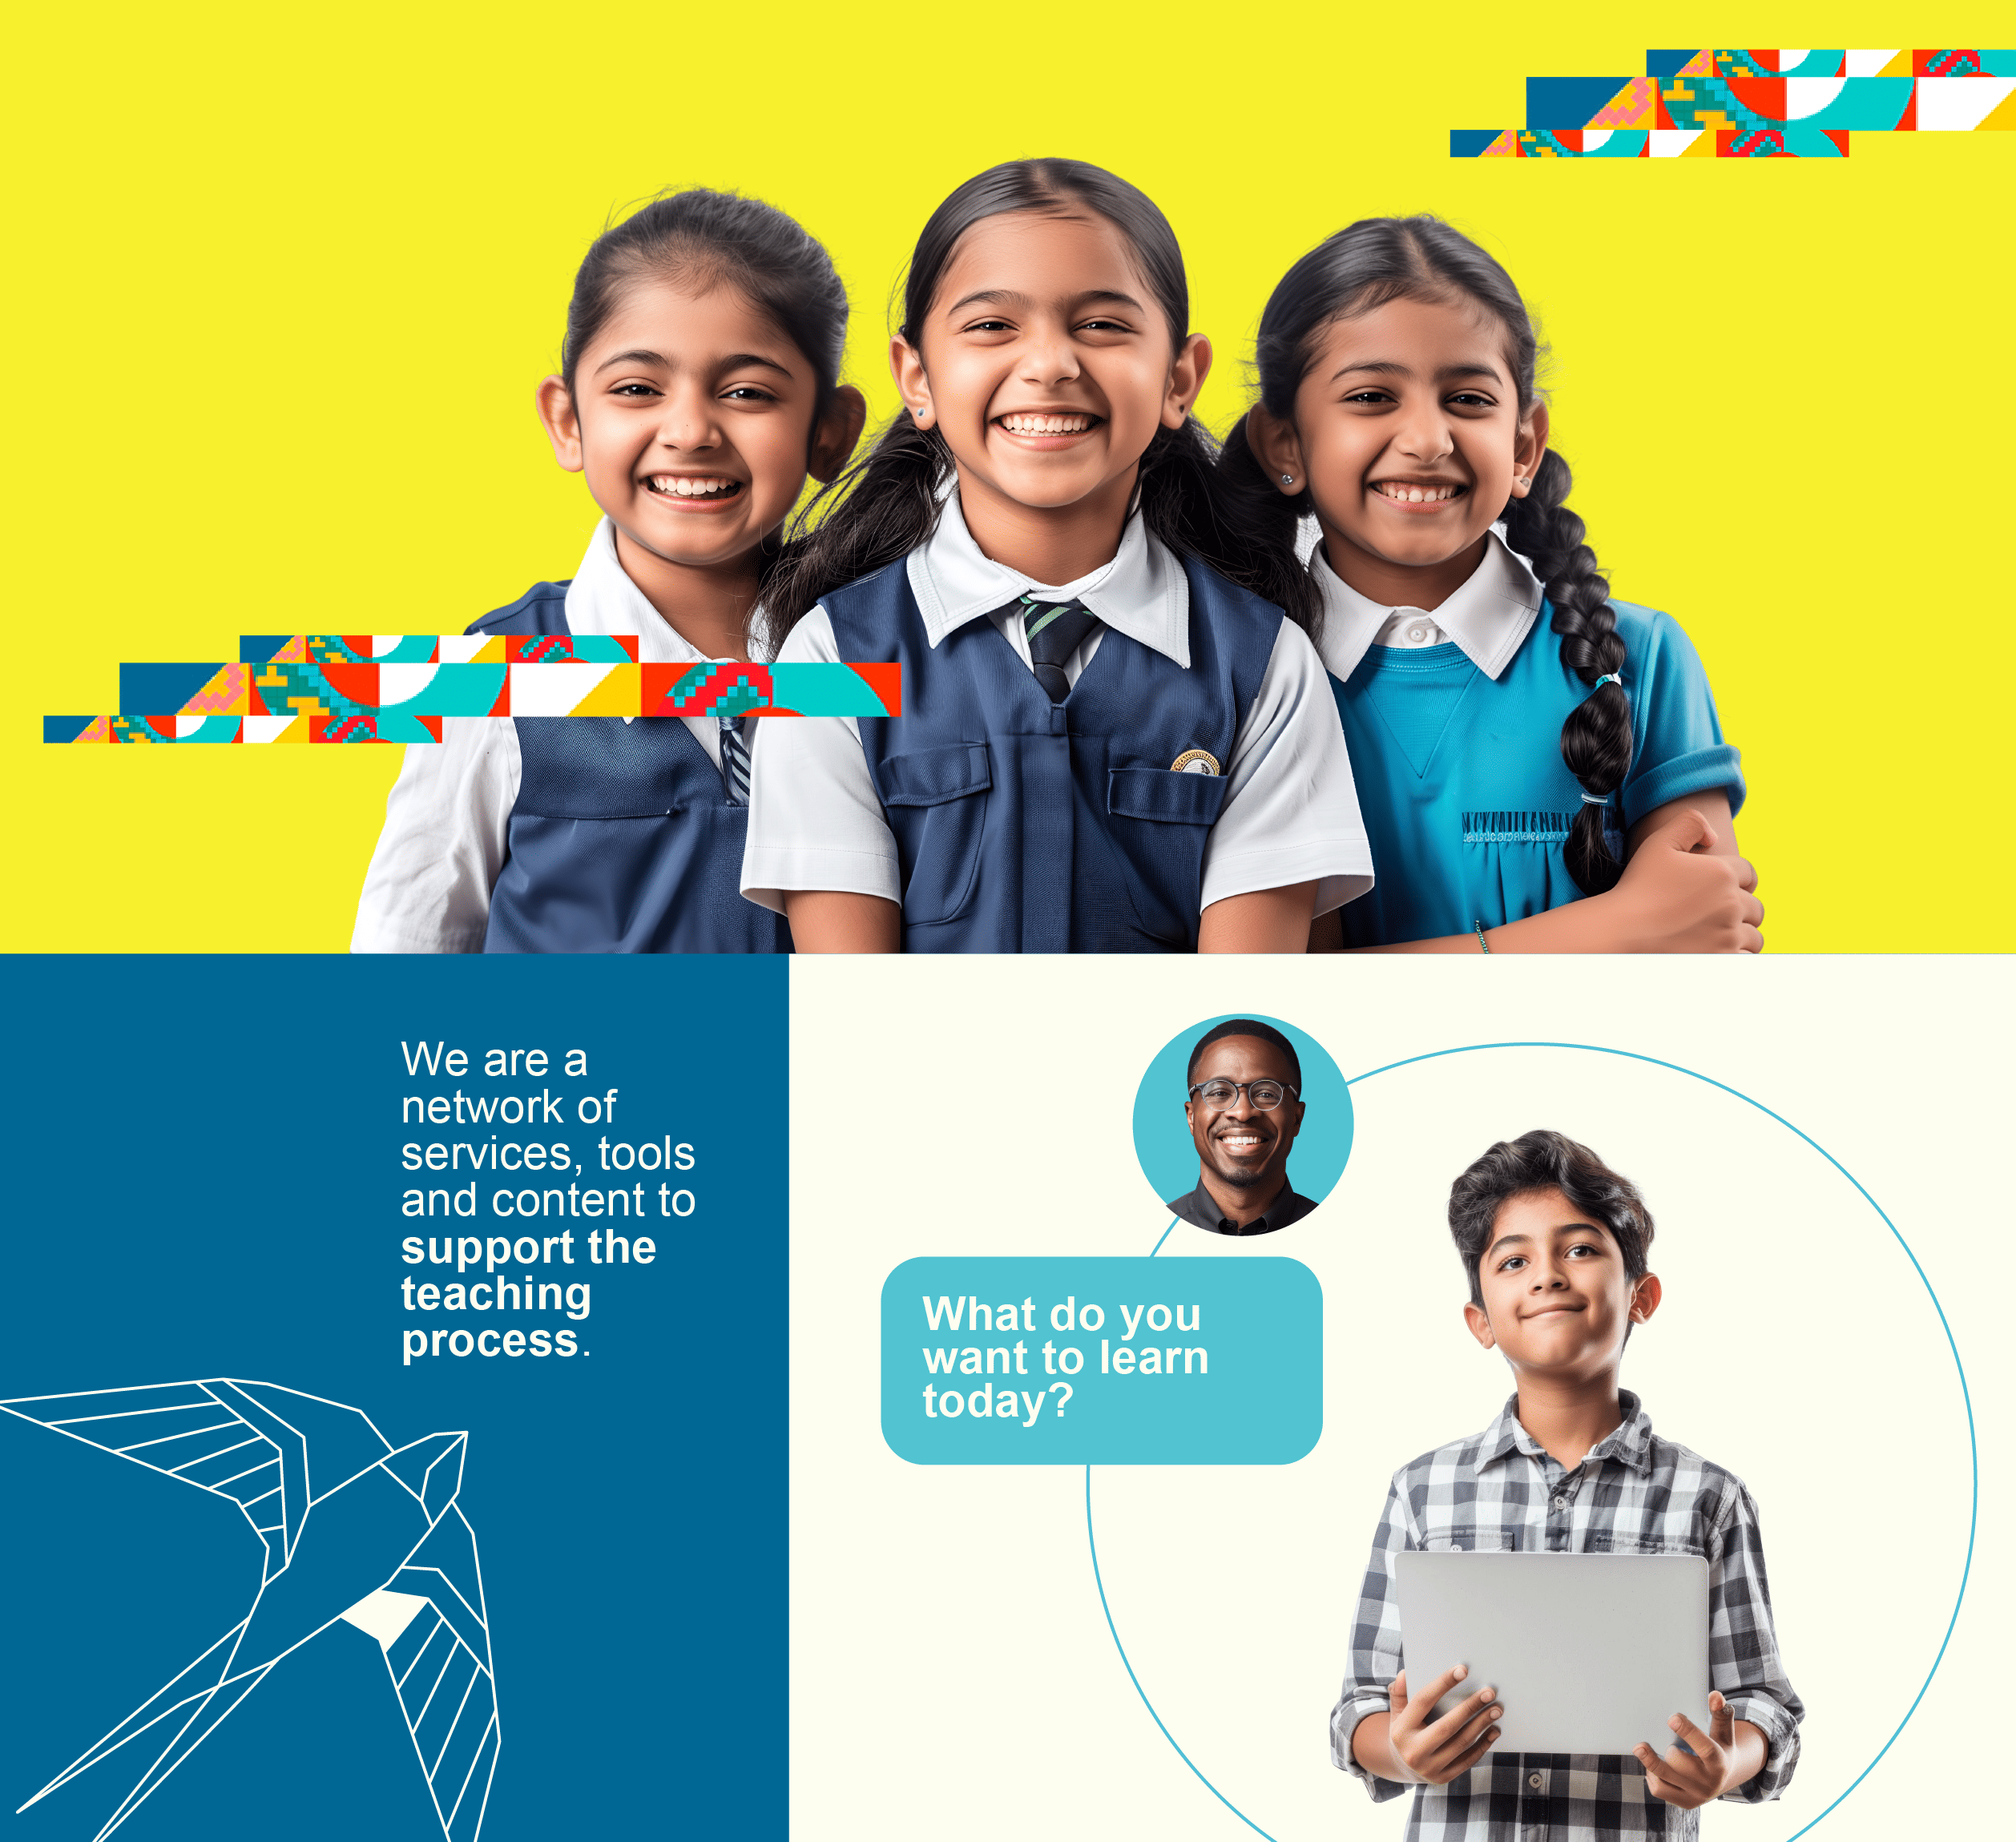 We are a
network of
services, tools
and content to
support the
teaching
process.
What do you
want to learn
today?